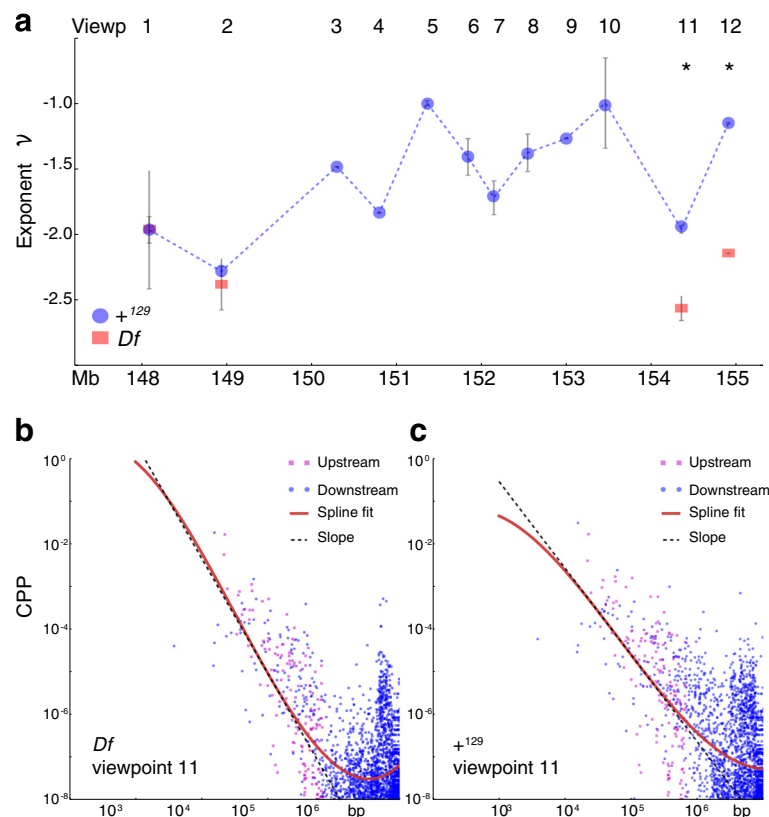 a
Viewp 1 2 3 4 5 6 7 8 9 10 11 12
* *
-1.0
-1.5
-2.0
-2.5
Exponent ν
+¹²⁹
Df
Mb 148 149 150 151 152 153 154 155
b
10⁰
10⁻²
10⁻⁴
10⁻⁶
10⁻⁸
CPP
Upstream
Downstream
Spline fit
Slope
Df
viewpoint 11
10³ 10⁴ 10⁵ 10⁶ bp
c
10⁰
10⁻²
10⁻⁴
10⁻⁶
10⁻⁸
Upstream
Downstream
Spline fit
Slope
+¹²⁹
viewpoint 11
10³ 10⁴ 10⁵ 10⁶ bp